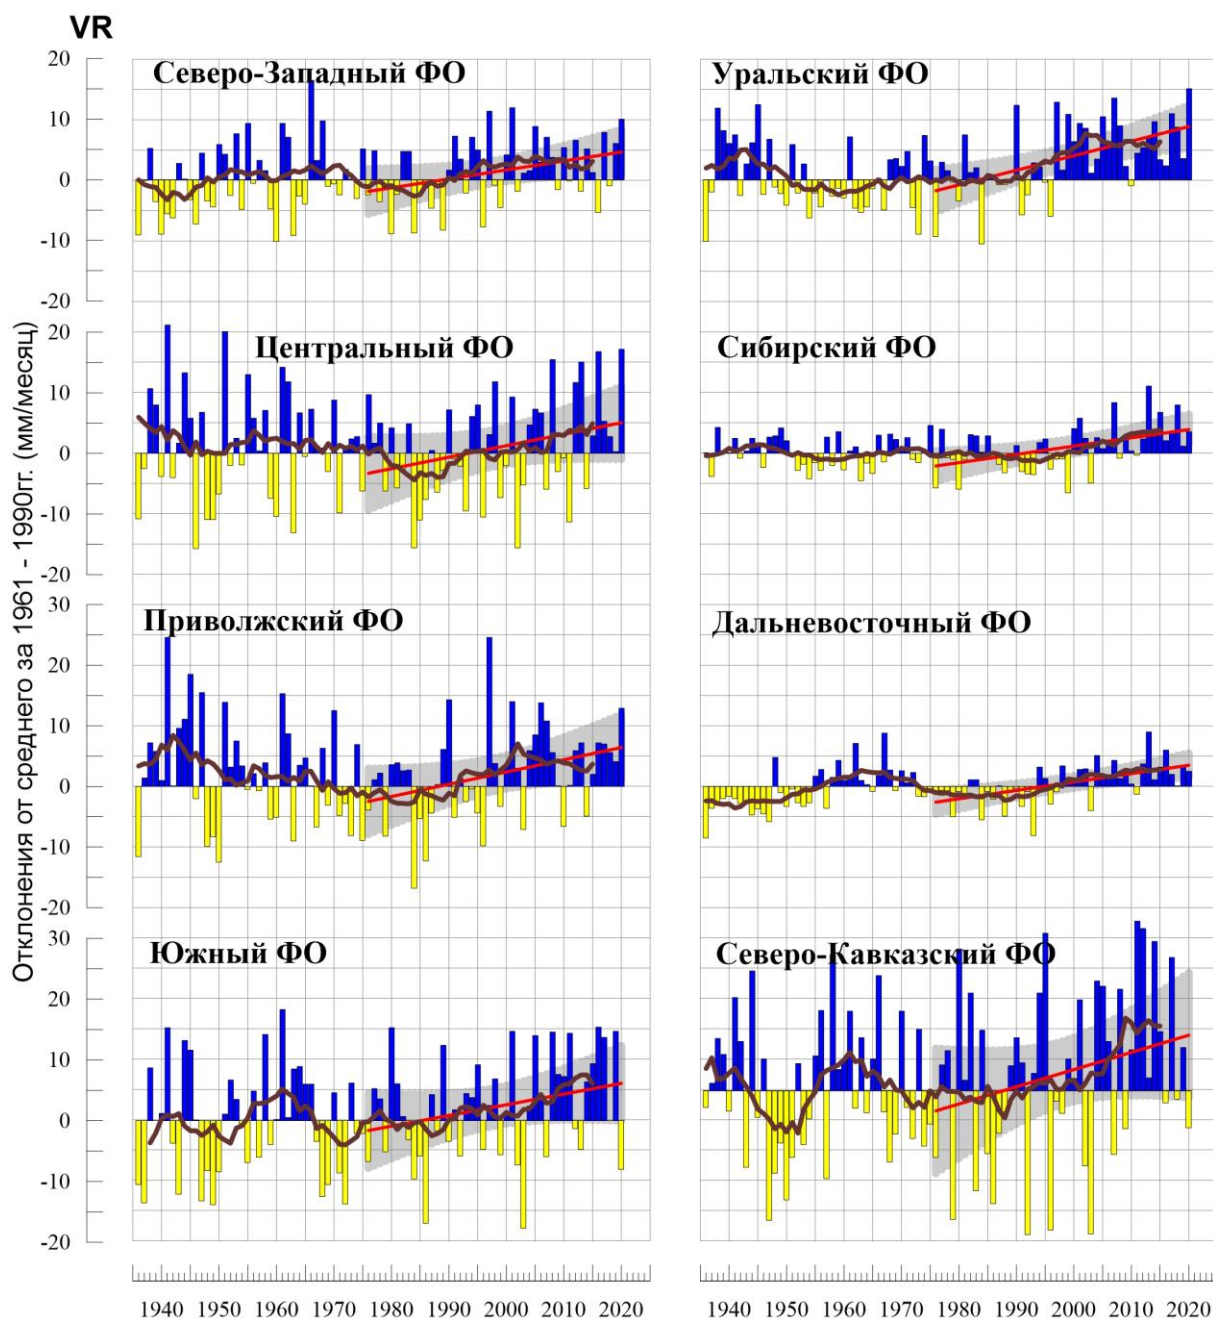 VR
Отклонения от среднего за 1961 - 1990гг. (мм/месяц)
20
10
0
-10
-20
Северо-Западный ФО
Уральский ФО
20
10
0
-10
-20
Центральный ФО
Сибирский ФО
30
20
10
0
-10
-20
Приволжский ФО
Дальневосточный ФО
30
20
10
0
-10
-20
Южный ФО
Северо-Кавказский ФО
1940 1950 1960 1970 1980 1990 2000 2010 2020
1940 1950 1960 1970 1980 1990 2000 2010 2020